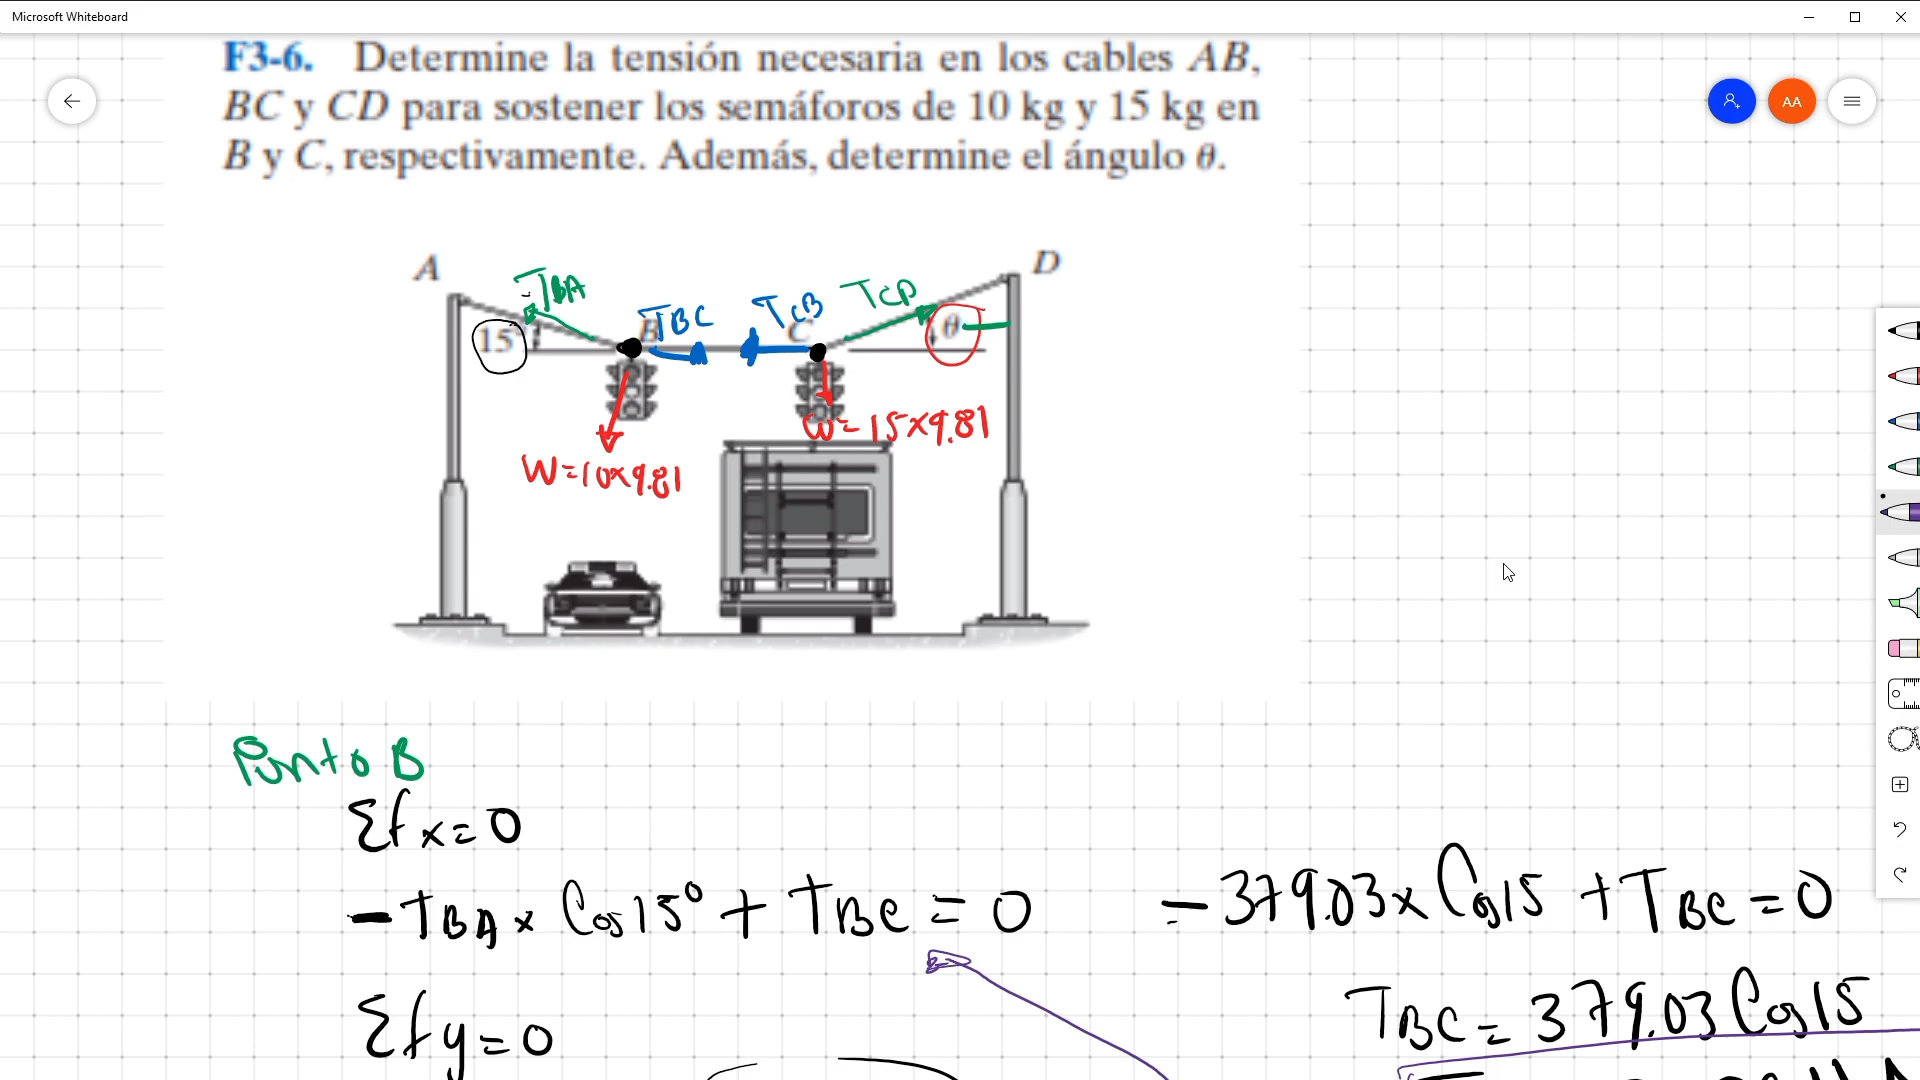 Microsoft Whiteboard
F3-6. Determine la tensión necesaria en los cables AB,
BC y CD para sostener los semáforos de 10 kg y 15 kg en
B y C, respectivamente. Además, determine el ángulo θ.
AA
A
D
TBA
TBC
TCB
TCD
B
C
15°
θ
W=10x9.81
W=15x9.81
Punto B
Σfx=0
-TBA x Cos15° + TBC = 0
-379.03x Cos15 + TBC = 0
Σfy=0
TBC = 379.03 Cos15